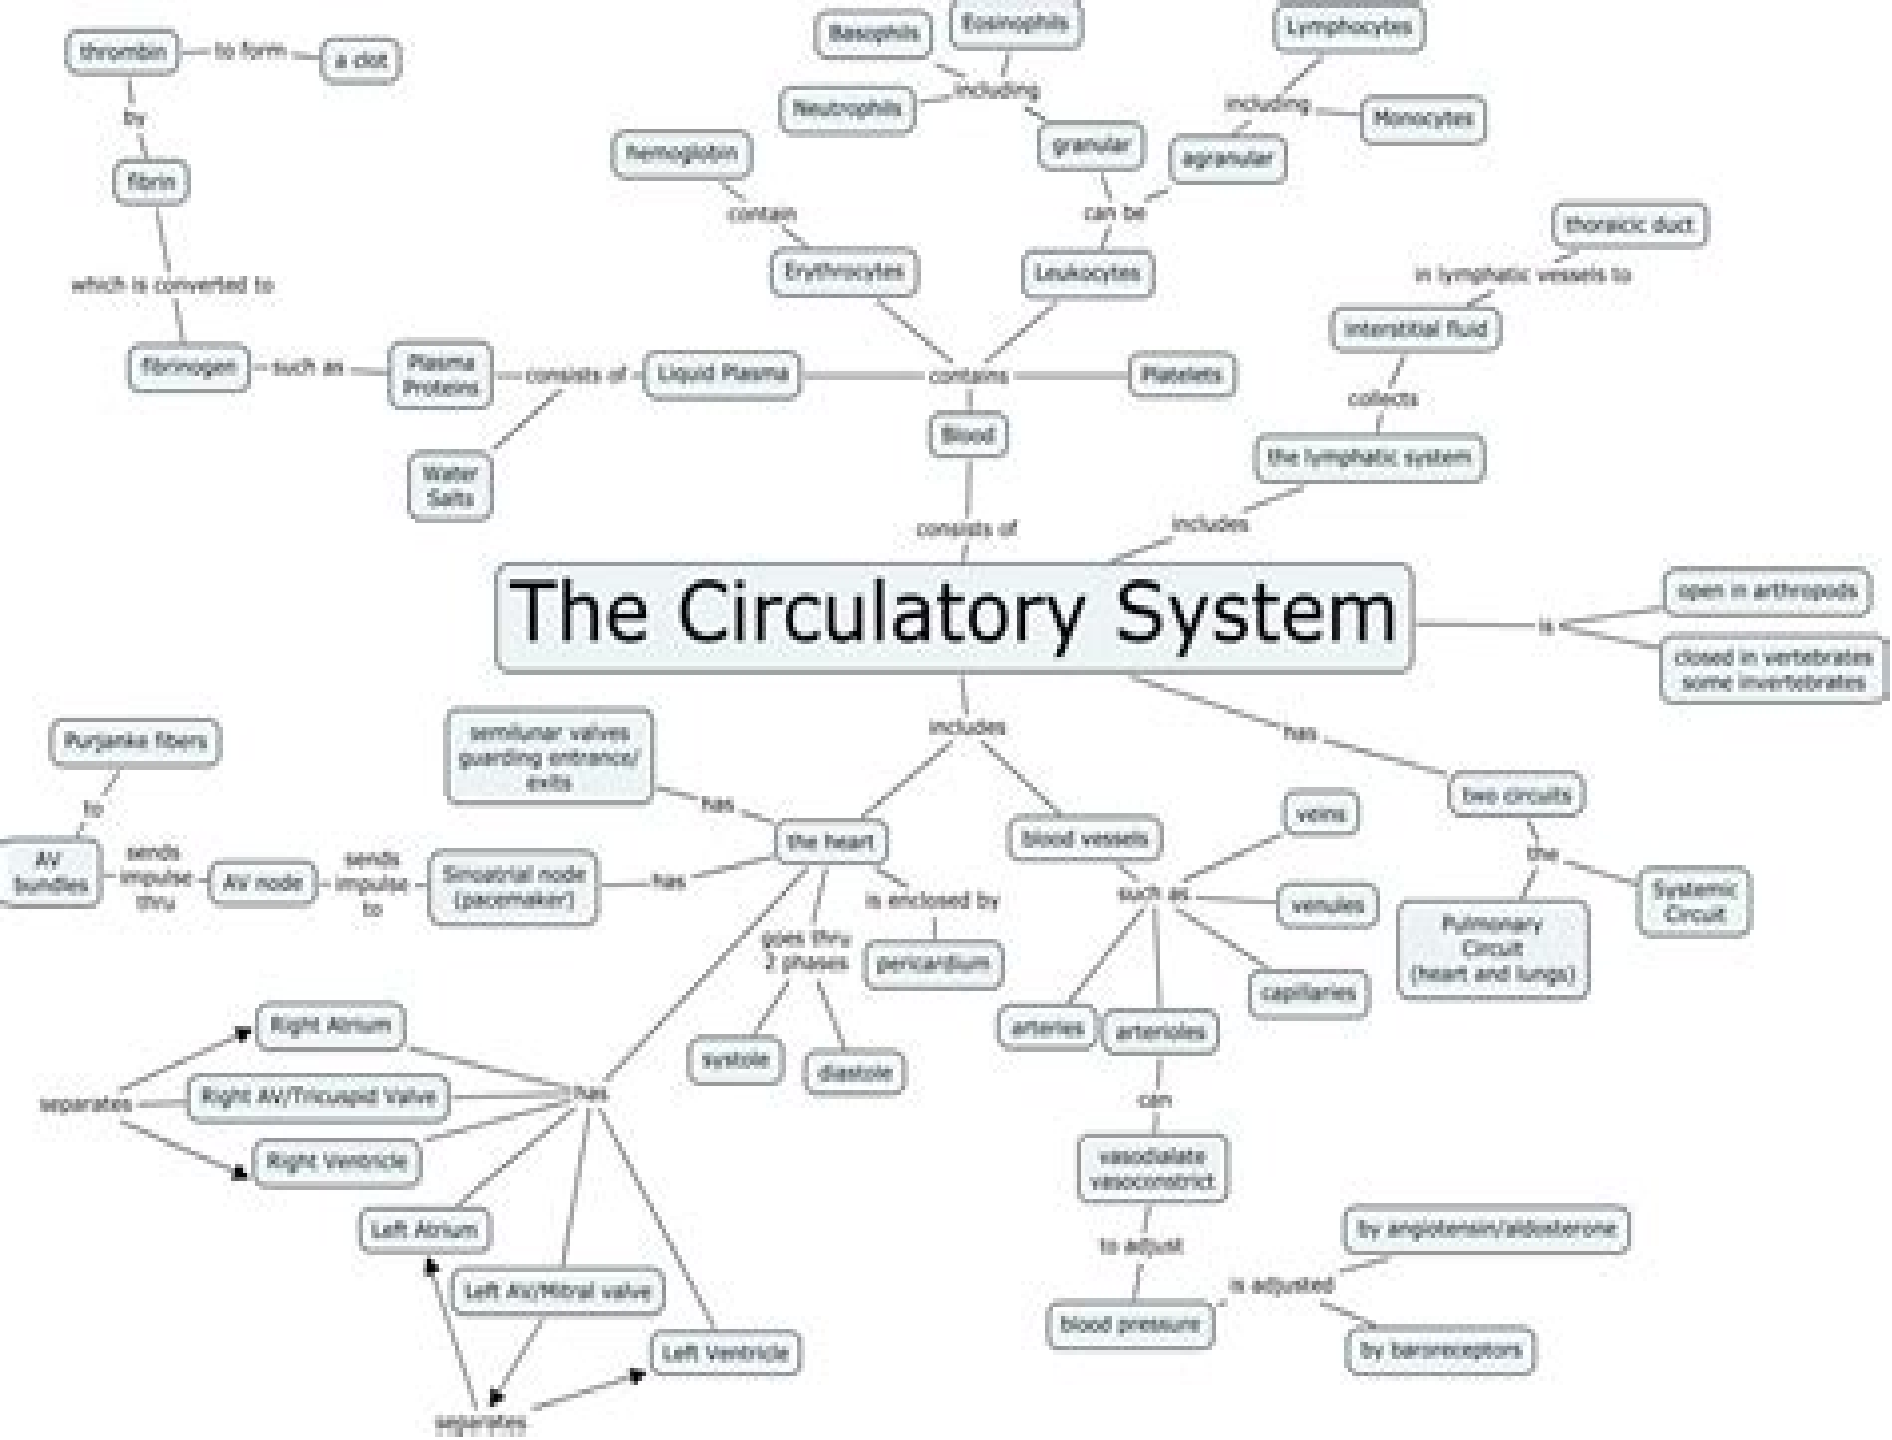 Eosinophils
Lymphocytes
Basophils
thrombin
to form
a clot
including
including
Neutrophils
Monocytes
by
granular
agranular
hemoglobin
fibrin
contain
can be
thoraicic duct
Erythrocytes
Leukocytes
in lymphatic vessels to
which is converted to
interstitial fluid
fibrinogen
such as
Plasma
Proteins
consists of
Liquid Plasma
contains
Platelets
collects
Blood
the lymphatic system
Water
Salts
consists of
includes
The Circulatory System
is
open in arthropods
closed in vertebrates
some invertebrates
includes
has
Purjanke fibers
semilunar valves
guarding entrance/
exits
to
has
the heart
blood vessels
veins
two circuits
the
AV
bundles
sends
impulse
thru
AV node
sends
impulse
to
Sinoatrial node
(pacemaker)
has
is enclosed by
such as
venules
Systemic
Circuit
Pulmonary
Circuit
(heart and lungs)
goes thru
2 phases
pericardium
capillaries
arteries
arterioles
Right Atrium
systole
diastole
separates
Right AV/Tricuspid Valve
has
can
Right Ventricle
vasodialate
vasoconstrict
Left Atrium
to adjust
by angiotensin/aldosterone
Left AV/Mitral valve
is adjusted
blood pressure
by baroreceptors
Left Ventricle
separates